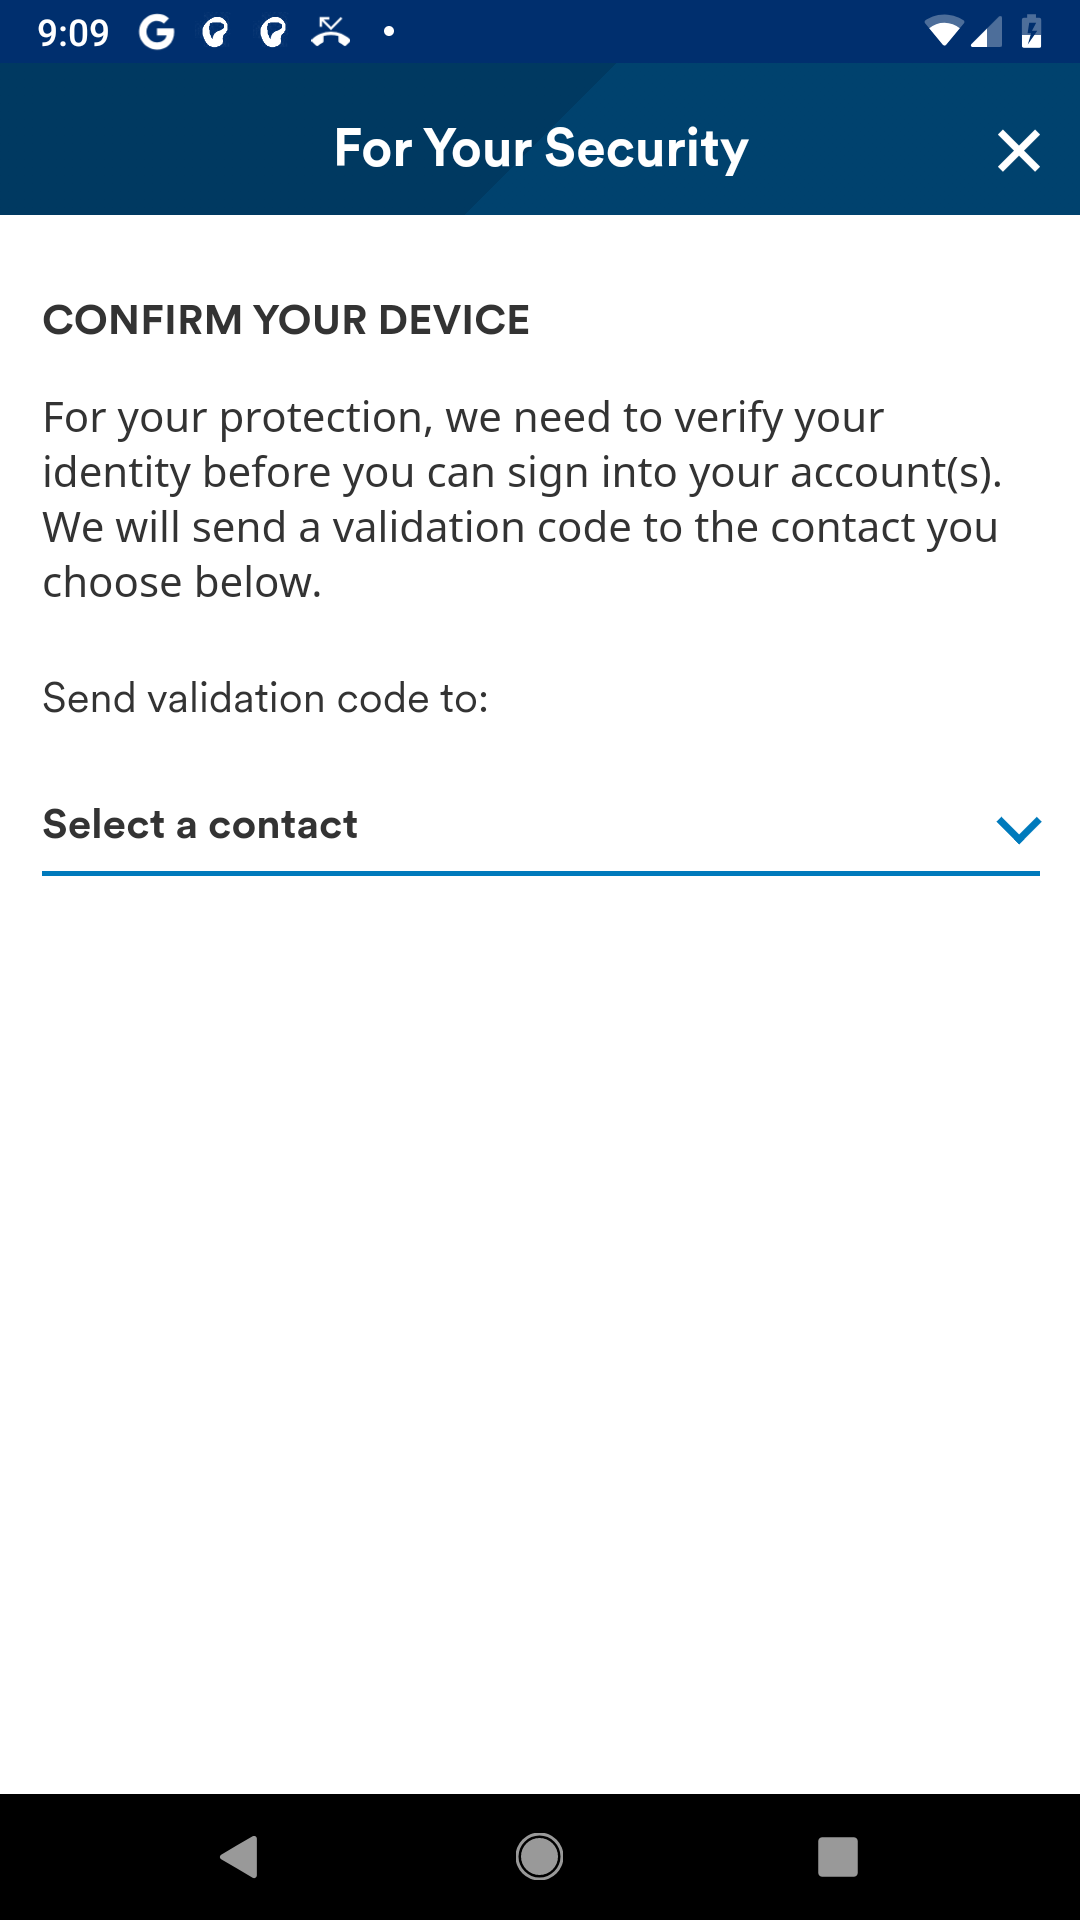 9:09
For Your Security
CONFIRM YOUR DEVICE
For your protection, we need to verify your
identity before you can sign into your account(s).
We will send a validation code to the contact you
choose below.
Send validation code to:
Select a contact